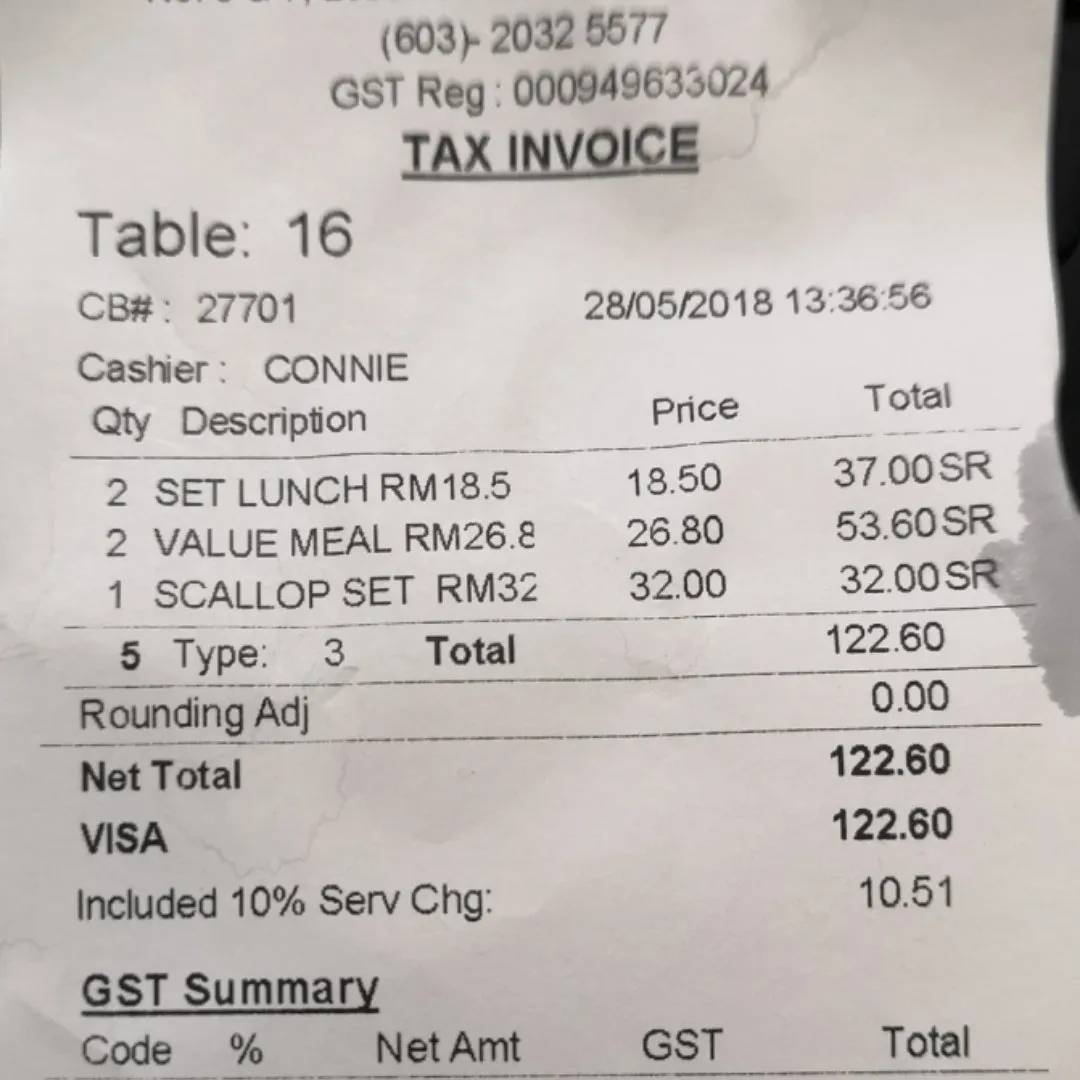 (603)- 2032 5577
GST Reg : 000949633024
TAX INVOICE
Table: 16
CB# : 27701 28/05/2018 13:36:56
Cashier : CONNIE
Qty Description Price Total
2 SET LUNCH RM18.5 18.50 37.00SR
2 VALUE MEAL RM26.8 26.80 53.60SR
1 SCALLOP SET RM32 32.00 32.00SR
5 Type: 3 Total 122.60
Rounding Adj 0.00
Net Total 122.60
VISA 122.60
Included 10% Serv Chg: 10.51
GST Summary
Code % Net Amt GST Total